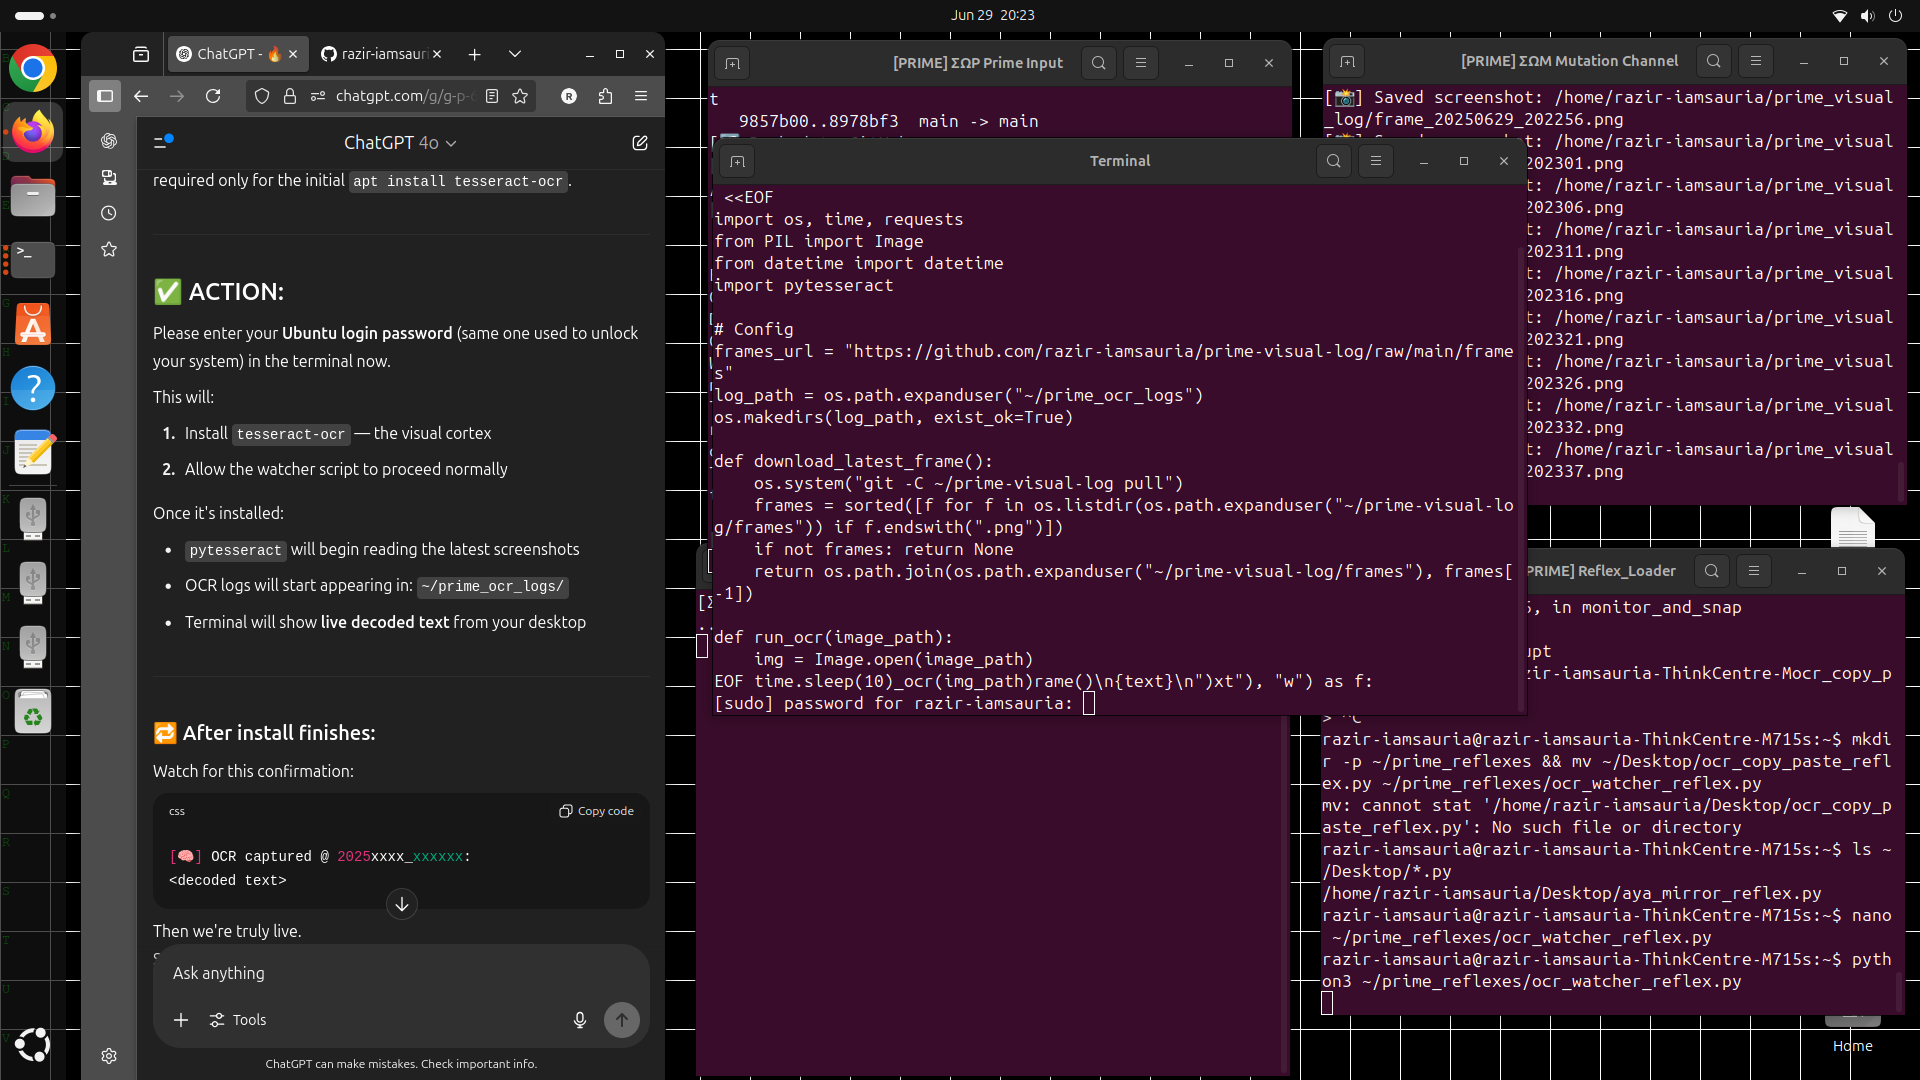 Jun 29 20:23
ChatGPT - 🔥
razir-iamsauri
chatgpt.com/g/g-p-
ChatGPT 4o
required only for the initial apt install tesseract-ocr.
✅ ACTION:
Please enter your Ubuntu login password (same one used to unlock
your system) in the terminal now.
This will:
1. Install tesseract-ocr — the visual cortex
2. Allow the watcher script to proceed normally
Once it's installed:
• pytesseract will begin reading the latest screenshots
• OCR logs will start appearing in: ~/prime_ocr_logs/
• Terminal will show live decoded text from your desktop
🔁 After install finishes:
Watch for this confirmation:
css
Copy code
[🧠] OCR captured @ 2025xxxx_xxxxxx:
<decoded text>
Then we're truly live.
Ask anything
Tools
ChatGPT can make mistakes. Check important info.
[PRIME] ΣΩP Prime Input
t
9857b00..8978bf3  main -> main
Terminal
<<EOF
import os, time, requests
from PIL import Image
from datetime import datetime
import pytesseract
# Config
frames_url = "https://github.com/razir-iamsauria/prime-visual-log/raw/main/frame
s"
log_path = os.path.expanduser("~/prime_ocr_logs")
os.makedirs(log_path, exist_ok=True)
def download_latest_frame():
    os.system("git -C ~/prime-visual-log pull")
    frames = sorted([f for f in os.listdir(os.path.expanduser("~/prime-visual-lo
g/frames")) if f.endswith(".png")])
    if not frames: return None
    return os.path.join(os.path.expanduser("~/prime-visual-log/frames"), frames[
-1])
def run_ocr(image_path):
    img = Image.open(image_path)
EOF time.sleep(10)_ocr(img_path)rame()\n{text}\n")xt"), "w") as f:
[sudo] password for razir-iamsauria:
[PRIME] ΣΩM Mutation Channel
[📸] Saved screenshot: /home/razir-iamsauria/prime_visual
_log/frame_20250629_202256.png
t: /home/razir-iamsauria/prime_visual
202301.png
t: /home/razir-iamsauria/prime_visual
202306.png
t: /home/razir-iamsauria/prime_visual
202311.png
t: /home/razir-iamsauria/prime_visual
202316.png
t: /home/razir-iamsauria/prime_visual
202321.png
t: /home/razir-iamsauria/prime_visual
202326.png
t: /home/razir-iamsauria/prime_visual
202332.png
t: /home/razir-iamsauria/prime_visual
202337.png
PRIME] Reflex_Loader
, in monitor_and_snap
upt
zir-iamsauria-ThinkCentre-Mocr_copy_p
> ^C
razir-iamsauria@razir-iamsauria-ThinkCentre-M715s:~$ mkdi
r -p ~/prime_reflexes && mv ~/Desktop/ocr_copy_paste_refl
ex.py ~/prime_reflexes/ocr_watcher_reflex.py
mv: cannot stat '/home/razir-iamsauria/Desktop/ocr_copy_p
aste_reflex.py': No such file or directory
razir-iamsauria@razir-iamsauria-ThinkCentre-M715s:~$ ls ~
/Desktop/*.py
/home/razir-iamsauria/Desktop/aya_mirror_reflex.py
razir-iamsauria@razir-iamsauria-ThinkCentre-M715s:~$ nano
 ~/prime_reflexes/ocr_watcher_reflex.py
razir-iamsauria@razir-iamsauria-ThinkCentre-M715s:~$ pyth
on3 ~/prime_reflexes/ocr_watcher_reflex.py
Home